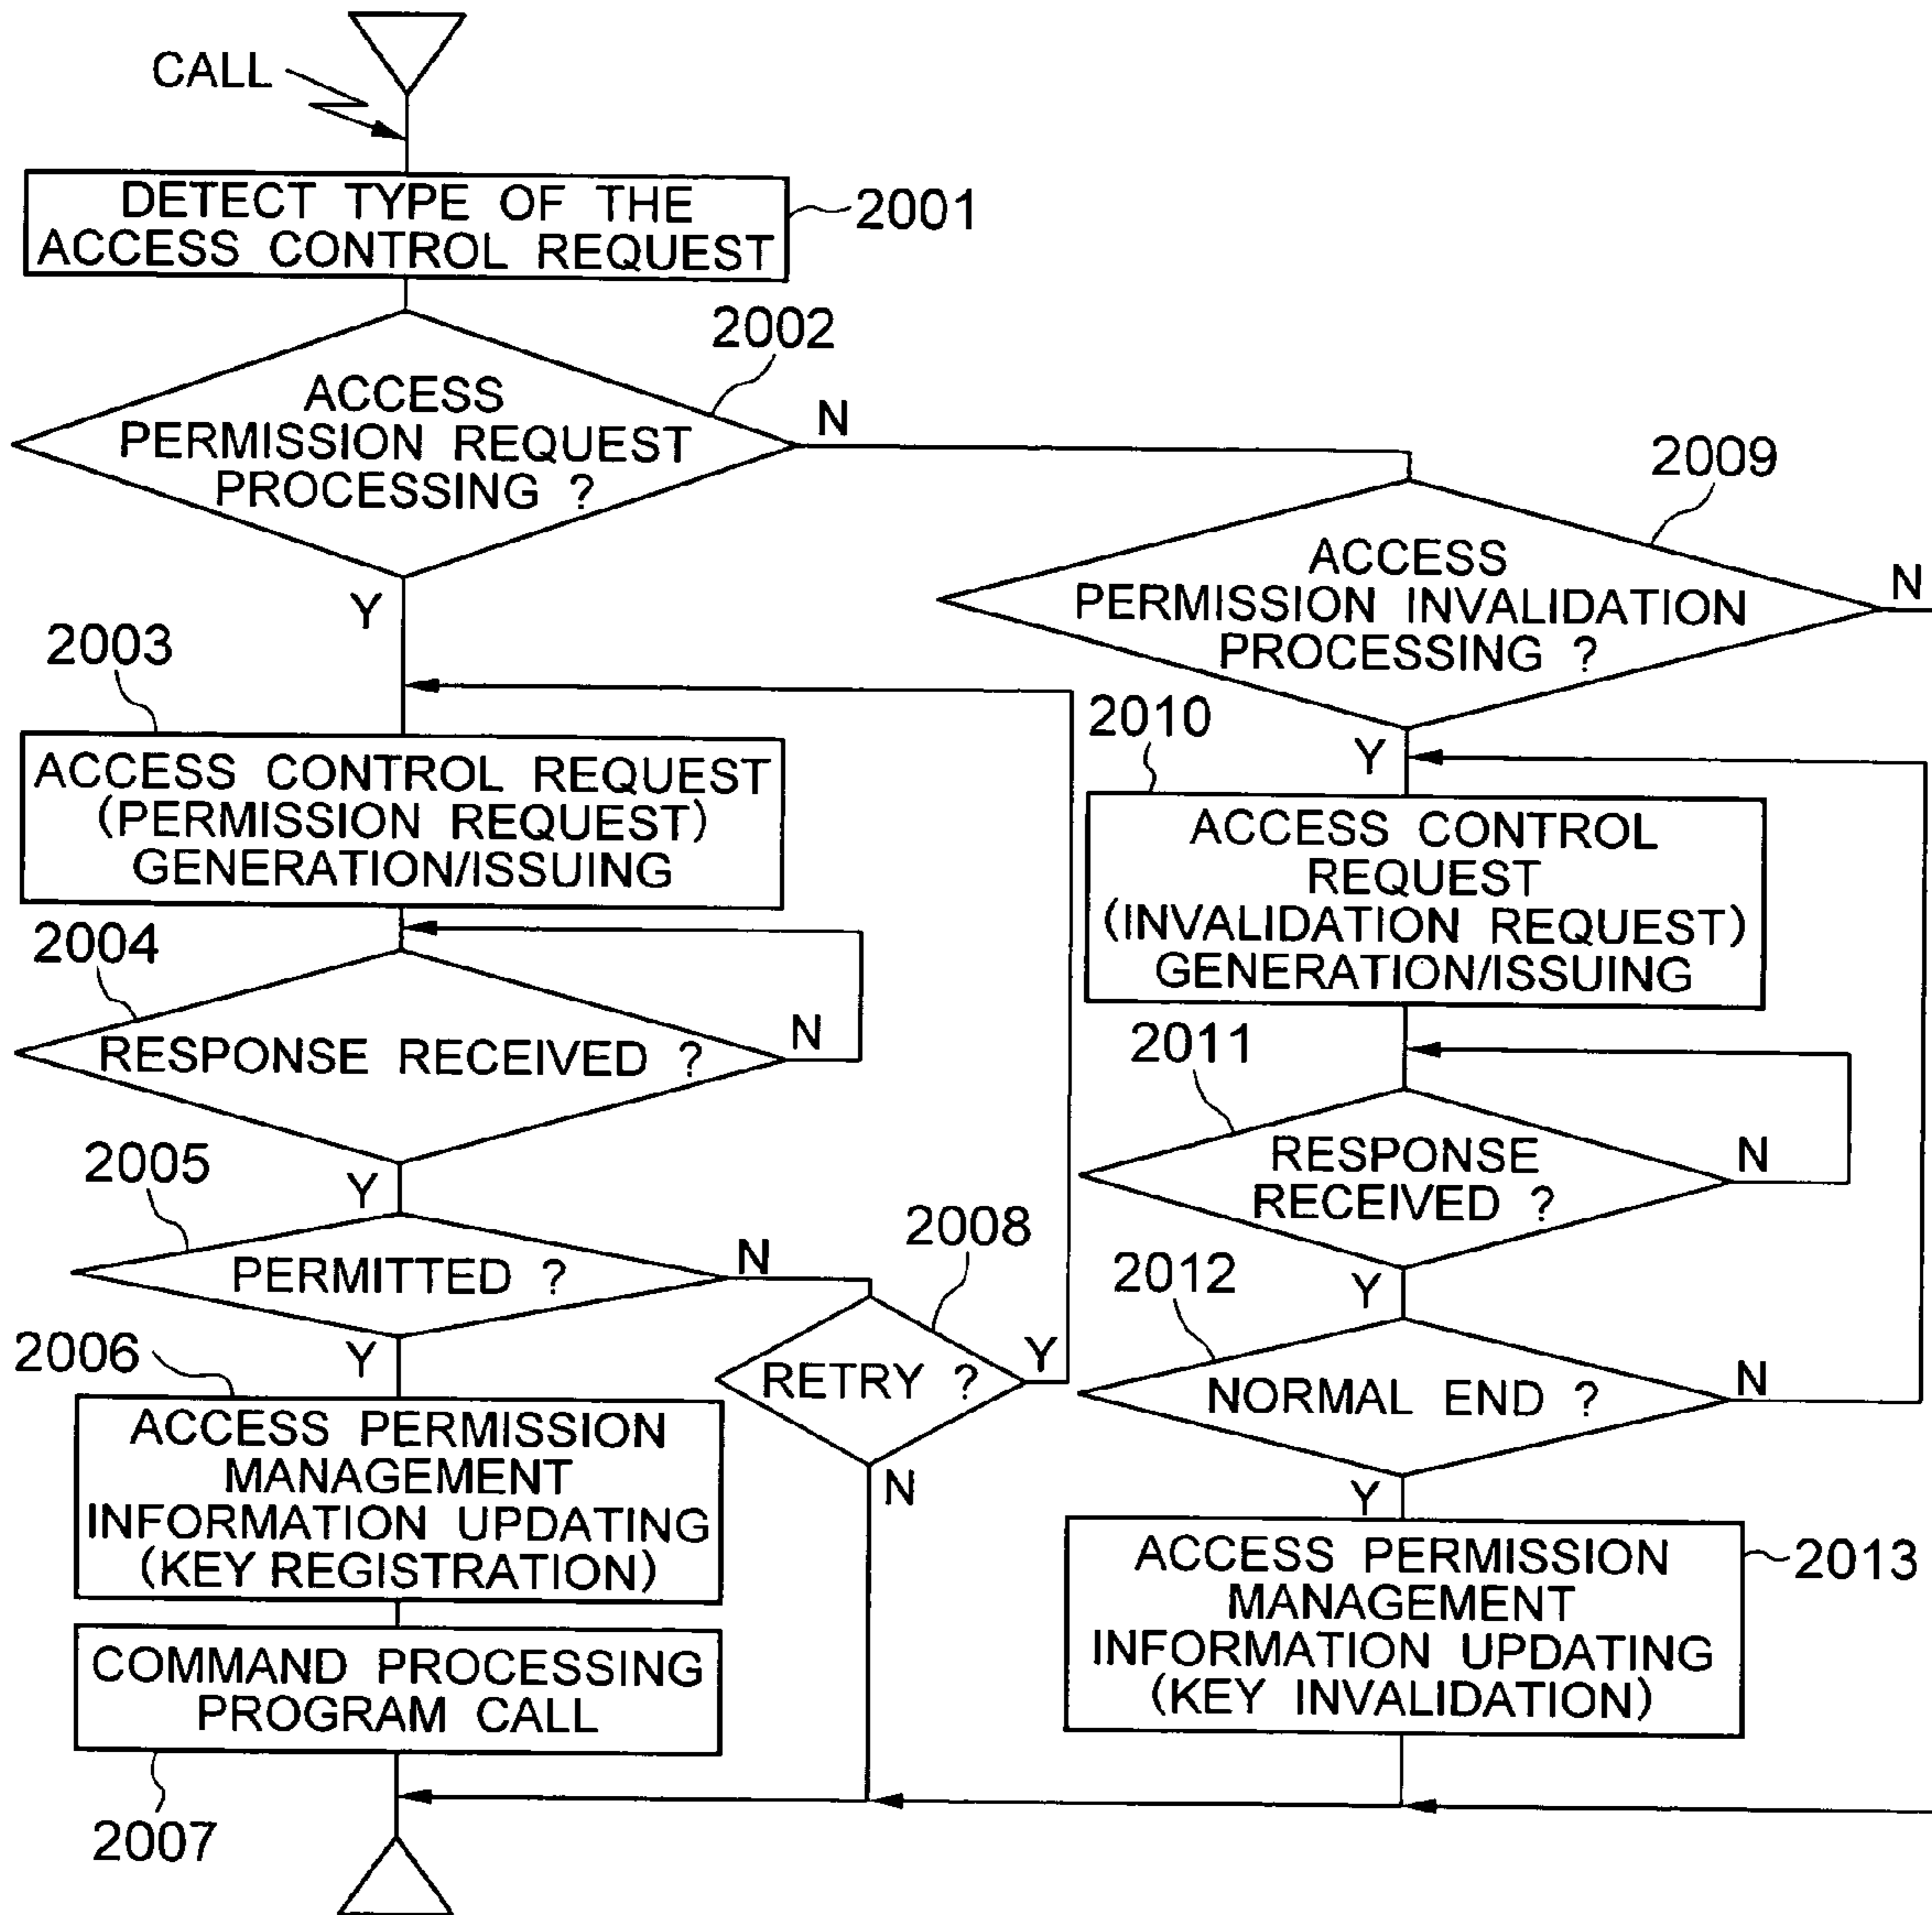 CALL
DETECT TYPE OF THE
ACCESS CONTROL REQUEST
2001
2002
ACCESS
PERMISSION REQUEST
PROCESSING ?
N
Y
2009
ACCESS
PERMISSION INVALIDATION
PROCESSING ?
N
Y
2003
ACCESS CONTROL REQUEST
(PERMISSION REQUEST)
GENERATION/ISSUING
2004
RESPONSE RECEIVED ?
N
Y
2005
PERMITTED ?
N
Y
2008
RETRY ?
Y
N
2006
ACCESS PERMISSION
MANAGEMENT
INFORMATION UPDATING
(KEY REGISTRATION)
COMMAND PROCESSING
PROGRAM CALL
2007
2010
ACCESS CONTROL
REQUEST
(INVALIDATION REQUEST)
GENERATION/ISSUING
2011
RESPONSE
RECEIVED ?
N
Y
2012
NORMAL END ?
N
Y
ACCESS PERMISSION
MANAGEMENT
INFORMATION UPDATING
(KEY INVALIDATION)
2013